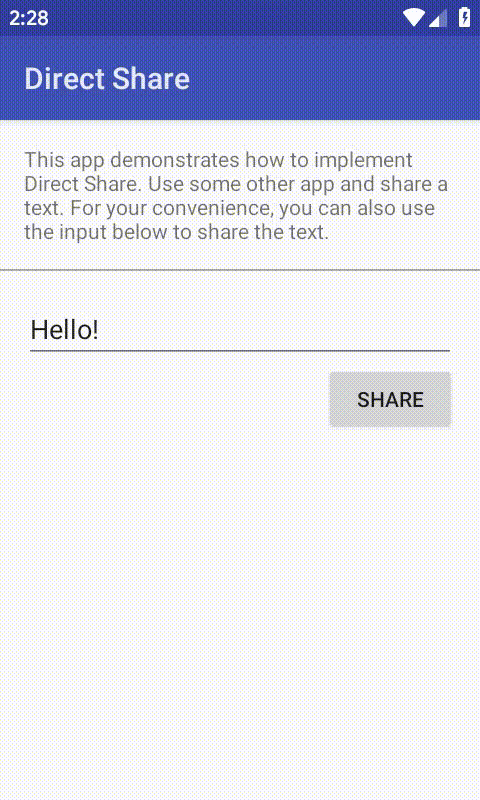 2:28
Direct Share
This app demonstrates how to implement
Direct Share. Use some other app and share a
text. For your convenience, you can also use
the input below to share the text.
Hello!
SHARE